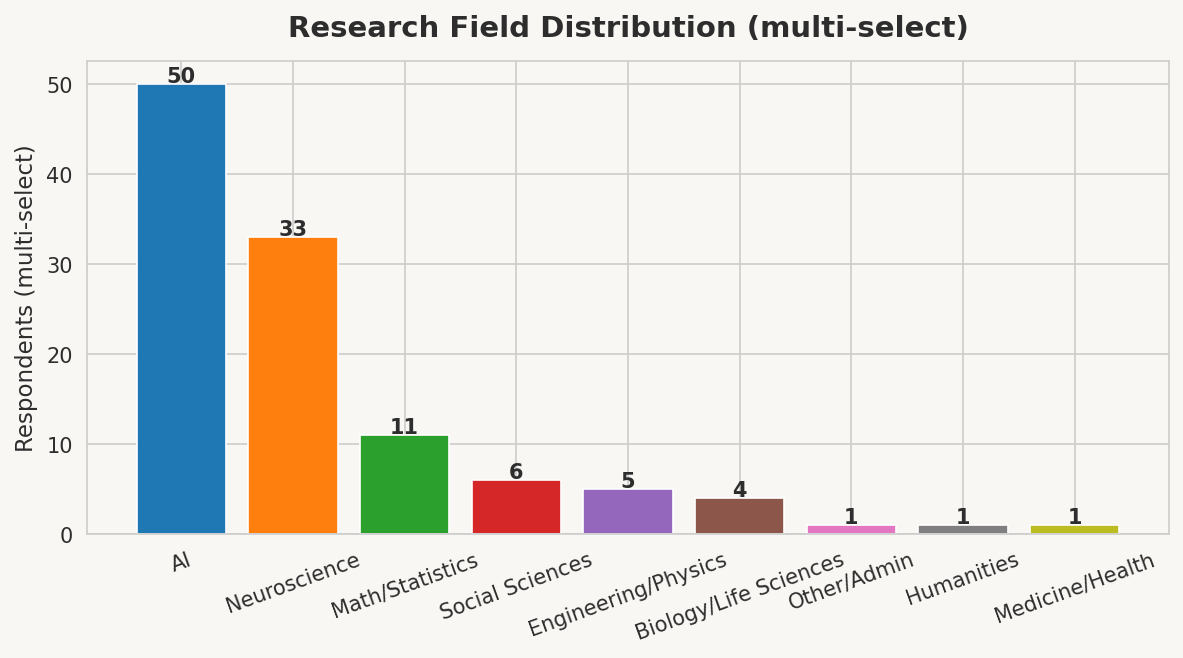 Research Field Distribution (multi-select)
Respondents (multi-select)
50
40
30
20
10
0
50
33
11
6
5
4
1
1
1
AI
Neuroscience
Math/Statistics
Social Sciences
Engineering/Physics
Biology/Life Sciences
Other/Admin
Humanities
Medicine/Health